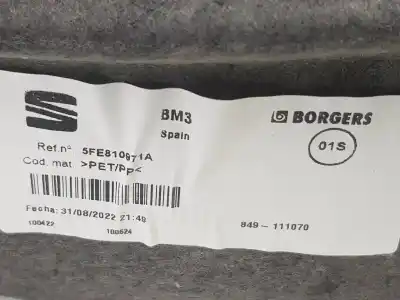 BM3
BORGERS
Spain
01S
Ref.nº 5FE810971A
Cod. mat. >PET/PP<
Fecha: 31/08/2022 21:40
849-111070
100422
100624